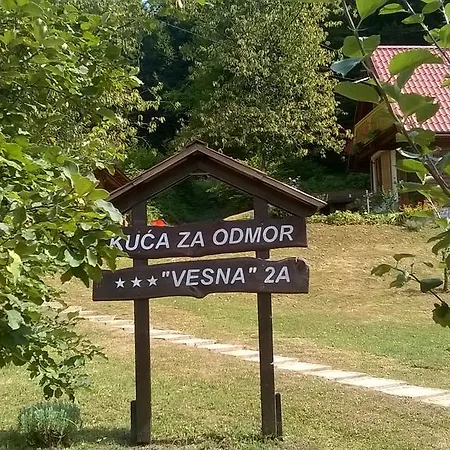 KUĆA ZA ODMOR
★★★"VESNA" 2A